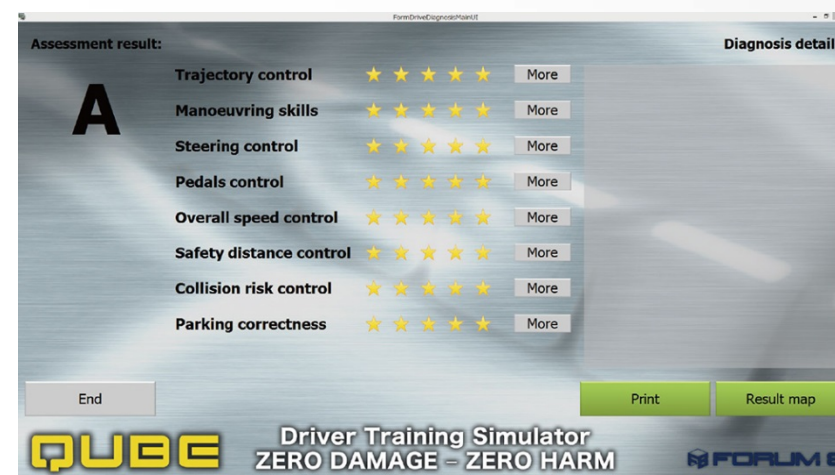 FormDriveDiagnosisMainUI
Assessment result:
Diagnosis detail
A
Trajectory control More
Manoeuvring skills More
Steering control More
Pedals control More
Overall speed control More
Safety distance control More
Collision risk control More
Parking correctness More
End
Print
Result map
QUBE
Driver Training Simulator
ZERO DAMAGE – ZERO HARM
FORUM